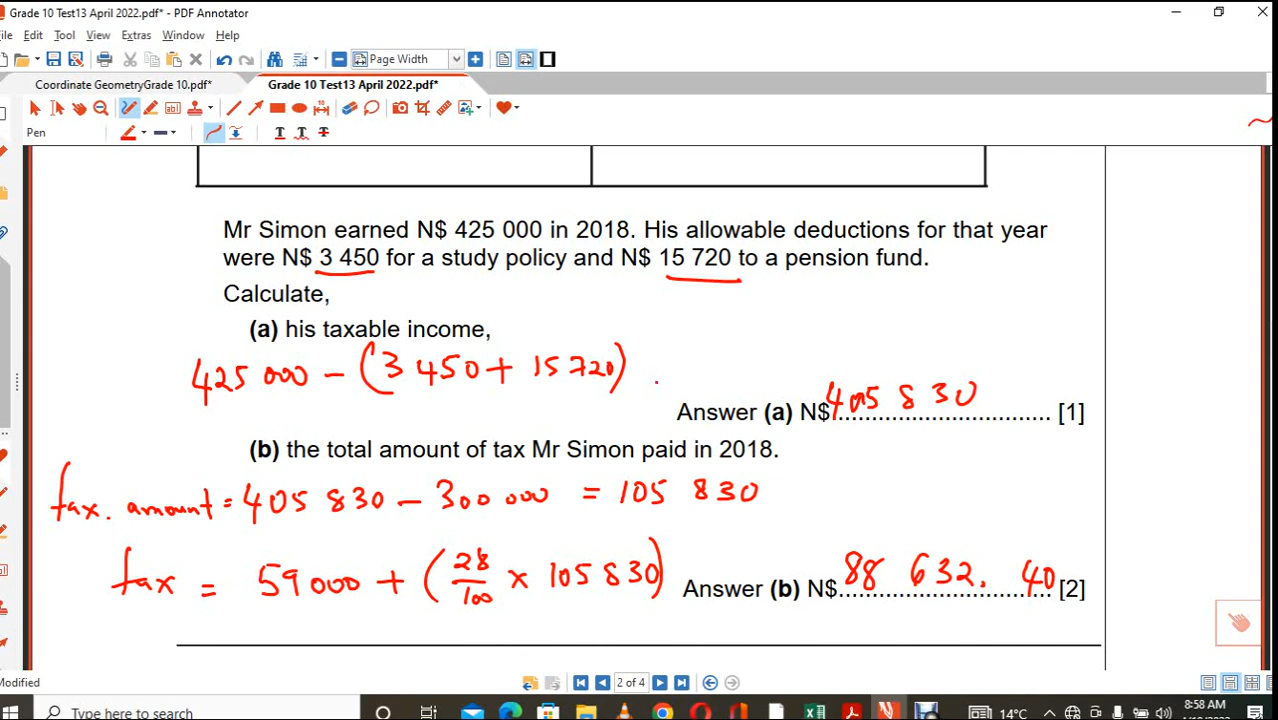 Grade 10 Test13 April 2022.pdf* - PDF Annotator
File Edit Tool View Extras Window Help
Page Width
Coordinate GeometryGrade 10.pdf* Grade 10 Test13 April 2022.pdf*
Pen
Mr Simon earned N$ 425 000 in 2018. His allowable deductions for that year
were N$ 3 450 for a study policy and N$ 15 720 to a pension fund.
Calculate,
(a) his taxable income,
425 000 - (3 450 + 15 720)
Answer (a) N$ 405 830 [1]
(b) the total amount of tax Mr Simon paid in 2018.
tax. amount = 405 830 - 300 000 = 105 830
tax = 59 000 + (28/100 × 105 830)
Answer (b) N$ 88 632. 40 [2]
Modified 2 of 4
Type here to search 14°C 8:58 AM